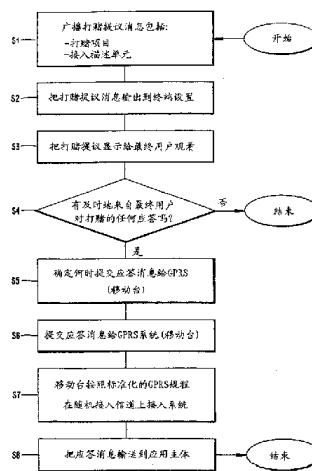 开始
S1
广播打赌提议消息包括:
-打赌项目
-接入描述单元
S2
把打赌提议消息输出到终端设置
S3
把打赌提议显示给最终用户观看
S4
有及时地来自最终用户
对打赌的任何应答吗?
否
结束
是
S5
确定何时提交应答消息给GPRS
(移动台)
S6
提交应答消息给GPRS系统(移动台)
S7
移动台按照标准化的GPRS规程
在随机接入信道上接入系统
S8
把应答消息输送到应用主体
结束